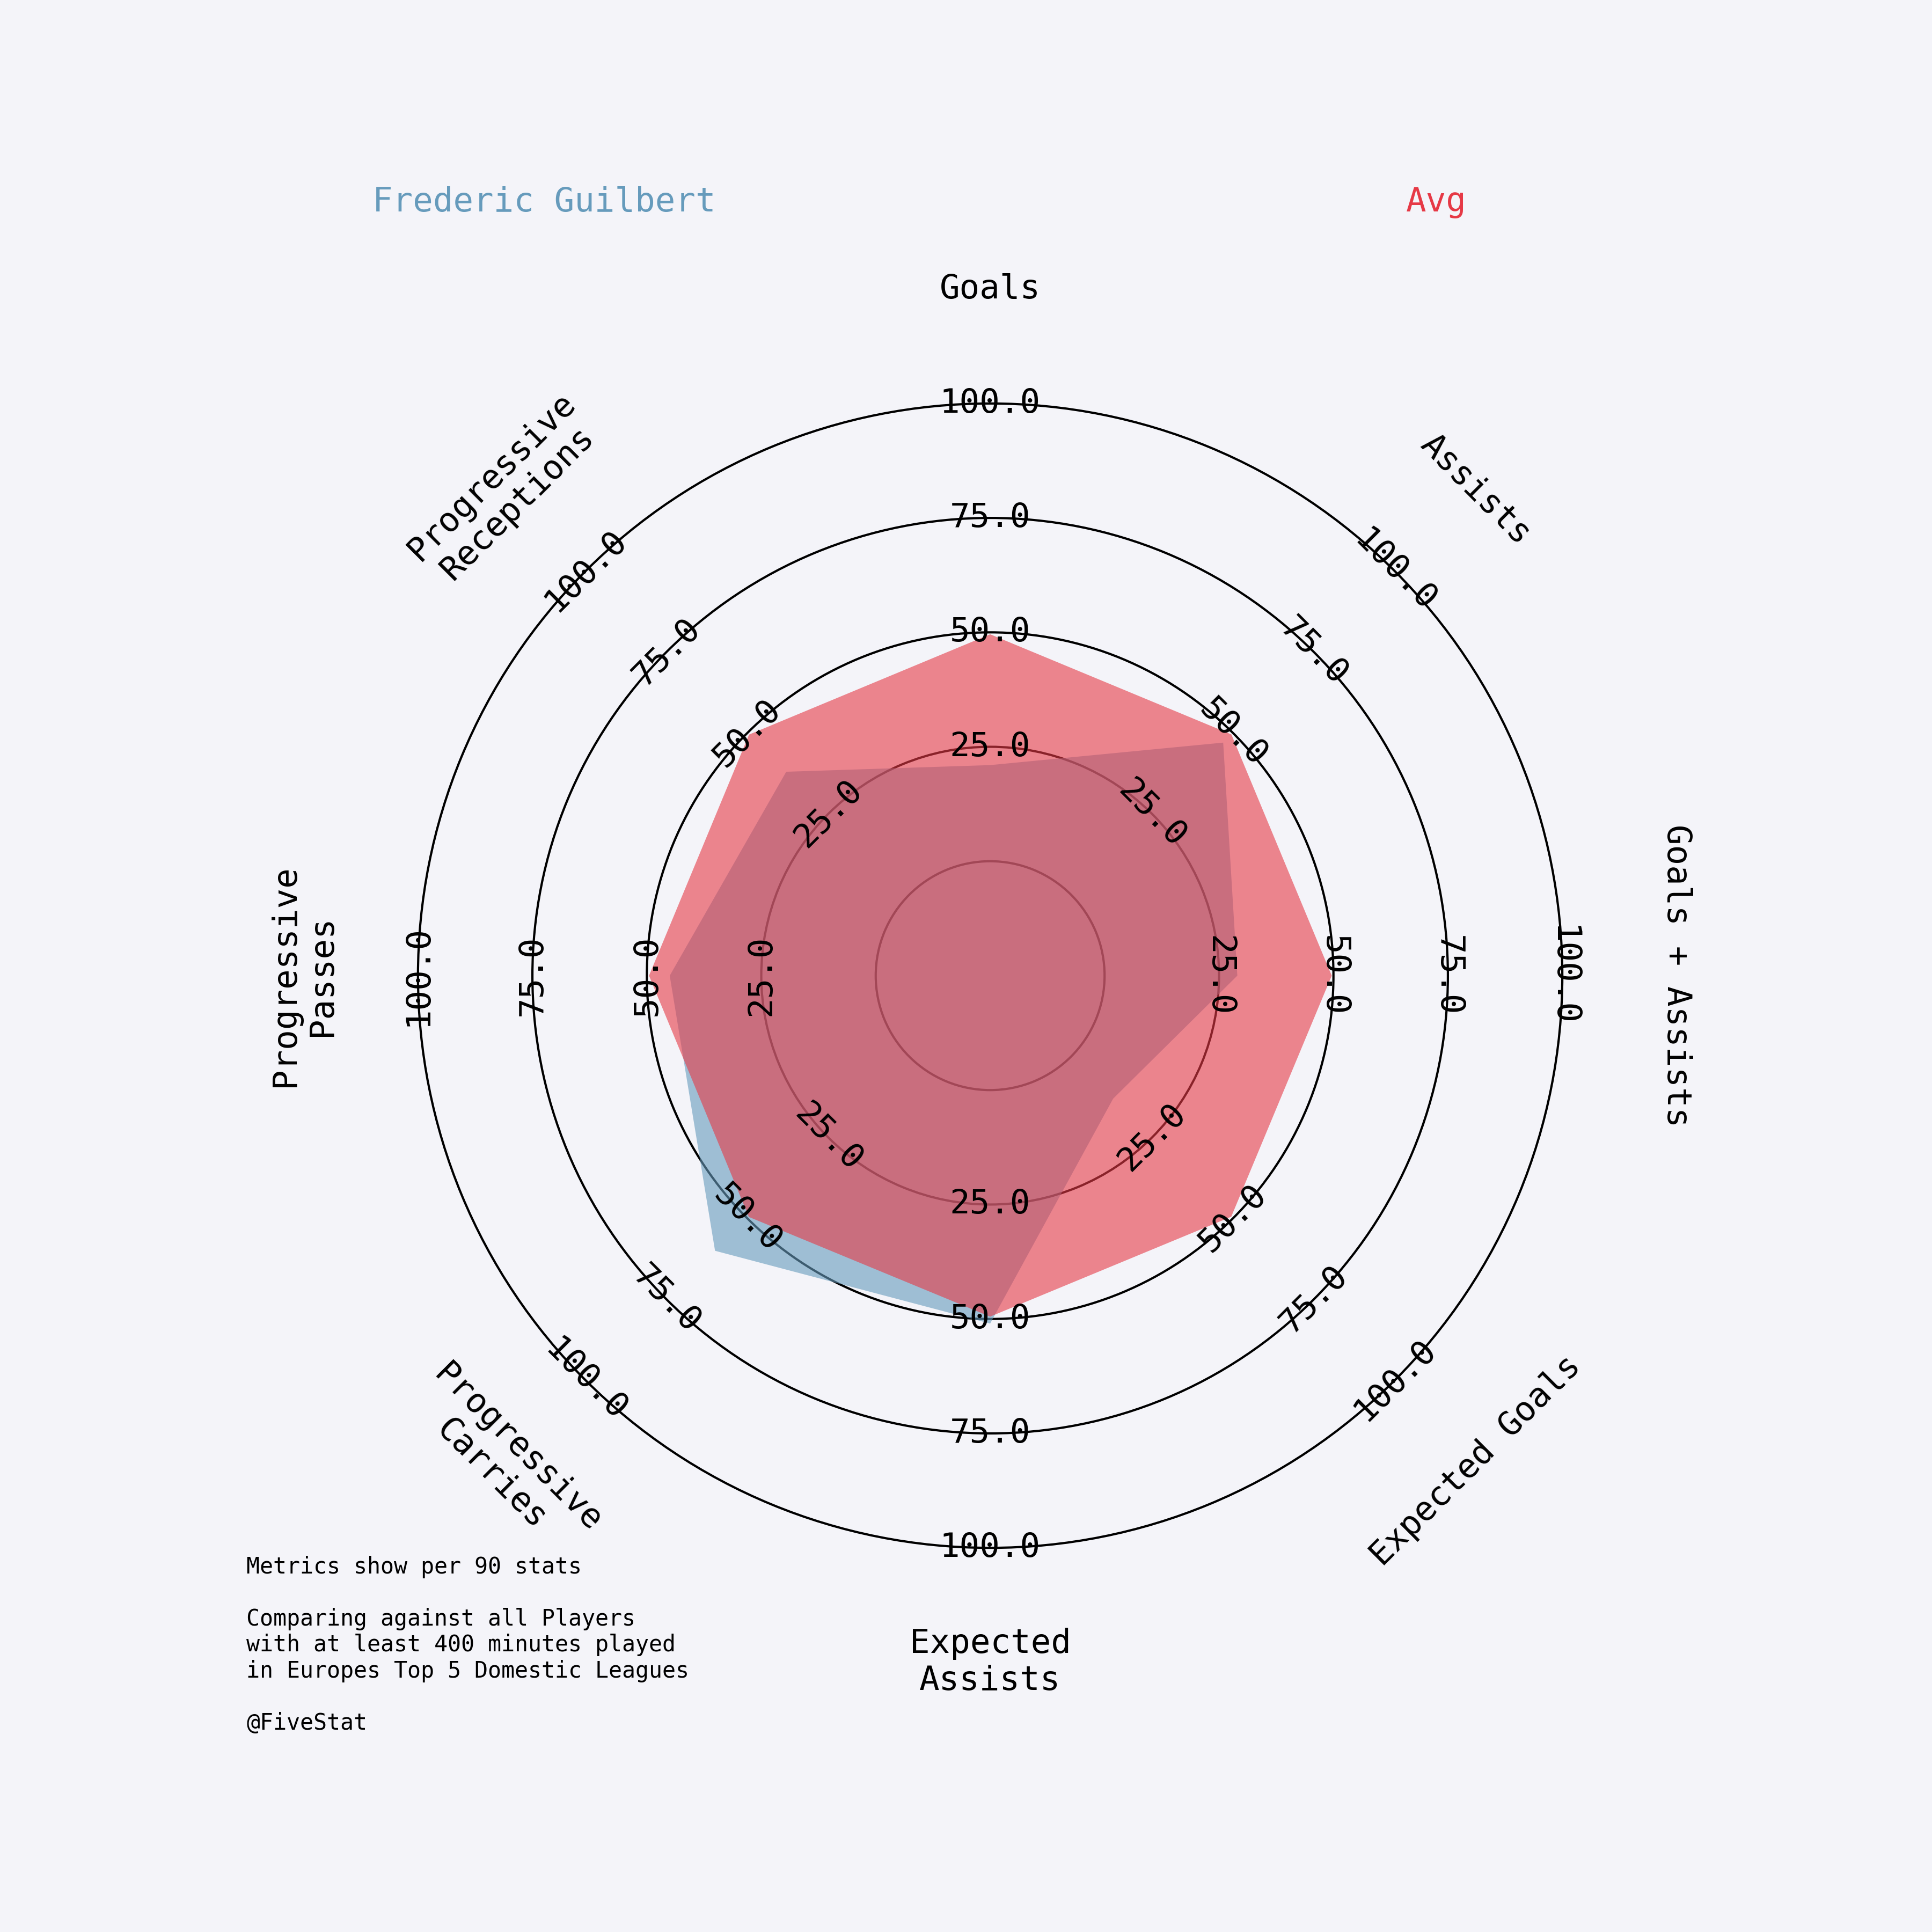 Frederic Guilbert
Avg
Goals
Assists
Goals + Assists
Expected Goals
Expected
Assists
Progressive
Carries
Progressive
Passes
Progressive
Receptions
25.0
50.0
75.0
100.0
25.0
50.0
75.0
100.0
25.0
50.0
75.0
100.0
25.0
50.0
75.0
100.0
25.0
50.0
75.0
100.0
25.0
50.0
75.0
100.0
25.0
50.0
75.0
100.0
25.0
50.0
75.0
100.0
Metrics show per 90 stats
Comparing against all Players
with at least 400 minutes played
in Europes Top 5 Domestic Leagues
@FiveStat